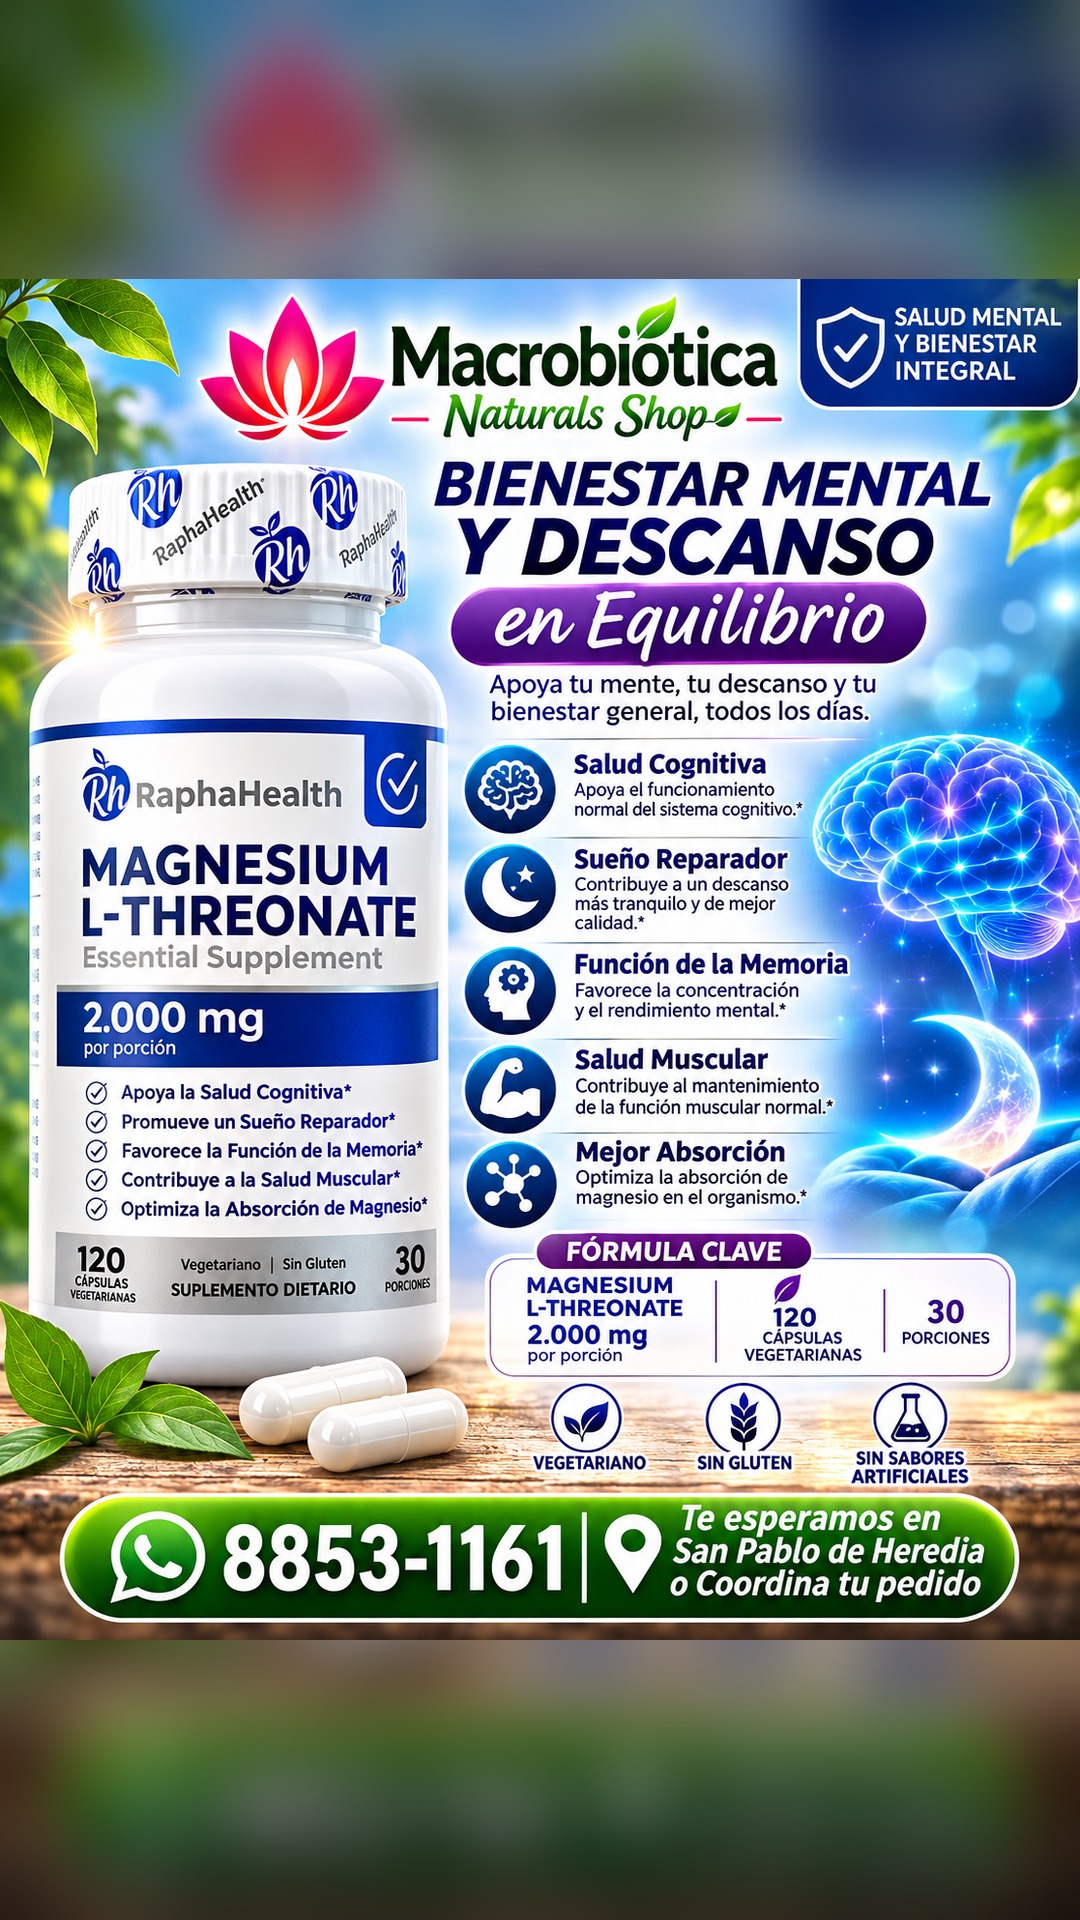 Macrobiótica
Naturals Shop
SALUD MENTAL
Y BIENESTAR
INTEGRAL
BIENESTAR MENTAL
Y DESCANSO
en Equilibrio
Apoya tu mente, tu descanso y tu
bienestar general, todos los días.
Rh
RaphaHealth
Rh
Rh
RaphaHealth
Rh
Rh RaphaHealth
MAGNESIUM
L-THREONATE
Essential Supplement
2.000 mg
por porción
Apoya la Salud Cognitiva*
Promueve un Sueño Reparador*
Favorece la Función de la Memoria*
Contribuye a la Salud Muscular*
Optimiza la Absorción de Magnesio*
120
CÁPSULAS
VEGETARIANAS
Vegetariano | Sin Gluten
SUPLEMENTO DIETARIO
30
PORCIONES
Salud Cognitiva
Apoya el funcionamiento
normal del sistema cognitivo.*
Sueño Reparador
Contribuye a un descanso
más tranquilo y de mejor
calidad.*
Función de la Memoria
Favorece la concentración
y el rendimiento mental.*
Salud Muscular
Contribuye al mantenimiento
de la función muscular normal.*
Mejor Absorción
Optimiza la absorción de
magnesio en el organismo.*
FÓRMULA CLAVE
MAGNESIUM
L-THREONATE
2.000 mg
por porción
120
CÁPSULAS
VEGETARIANAS
30
PORCIONES
VEGETARIANO
SIN GLUTEN
SIN SABORES
ARTIFICIALES
8853-1161
Te esperamos en
San Pablo de Heredia
o Coordina tu pedido